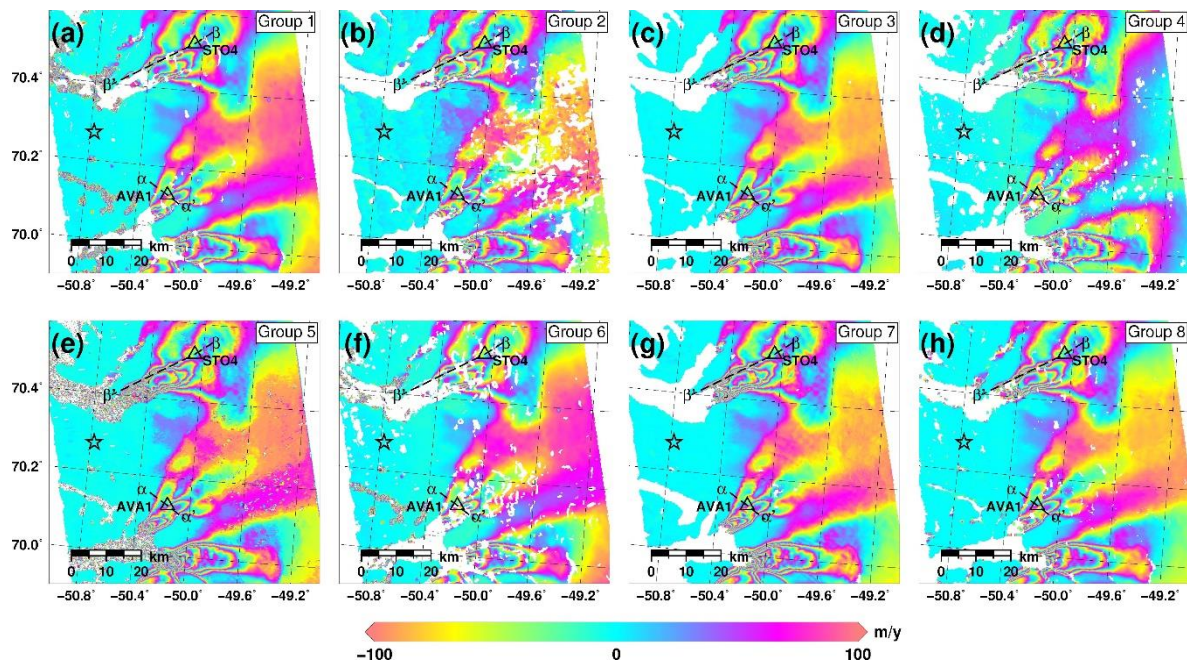 (a) Group 1 (b) Group 2 (c) Group 3 (d) Group 4
β β β β
STO4 STO4 STO4 STO4
70.4° β' β' β' β'
70.2°
α α α α
AVA1 α' AVA1 α' AVA1 α' AVA1 α'
70.0°
km km km km
0 10 20 0 10 20 0 10 20 0 10 20
−50.8° −50.4° −50.0° −49.6° −49.2° −50.8° −50.4° −50.0° −49.6° −49.2° −50.8° −50.4° −50.0° −49.6° −49.2° −50.8° −50.4° −50.0° −49.6° −49.2°
(e) Group 5 (f) Group 6 (g) Group 7 (h) Group 8
β β β β
STO4 STO4 STO4 STO4
70.4° β' β' β' β'
70.2°
α α α α
AVA1 α' AVA1 α' AVA1 α' AVA1 α'
70.0°
km km km km
0 10 20 0 10 20 0 10 20 0 10 20
−50.8° −50.4° −50.0° −49.6° −49.2° −50.8° −50.4° −50.0° −49.6° −49.2° −50.8° −50.4° −50.0° −49.6° −49.2° −50.8° −50.4° −50.0° −49.6° −49.2°
m/y
−100 0 100